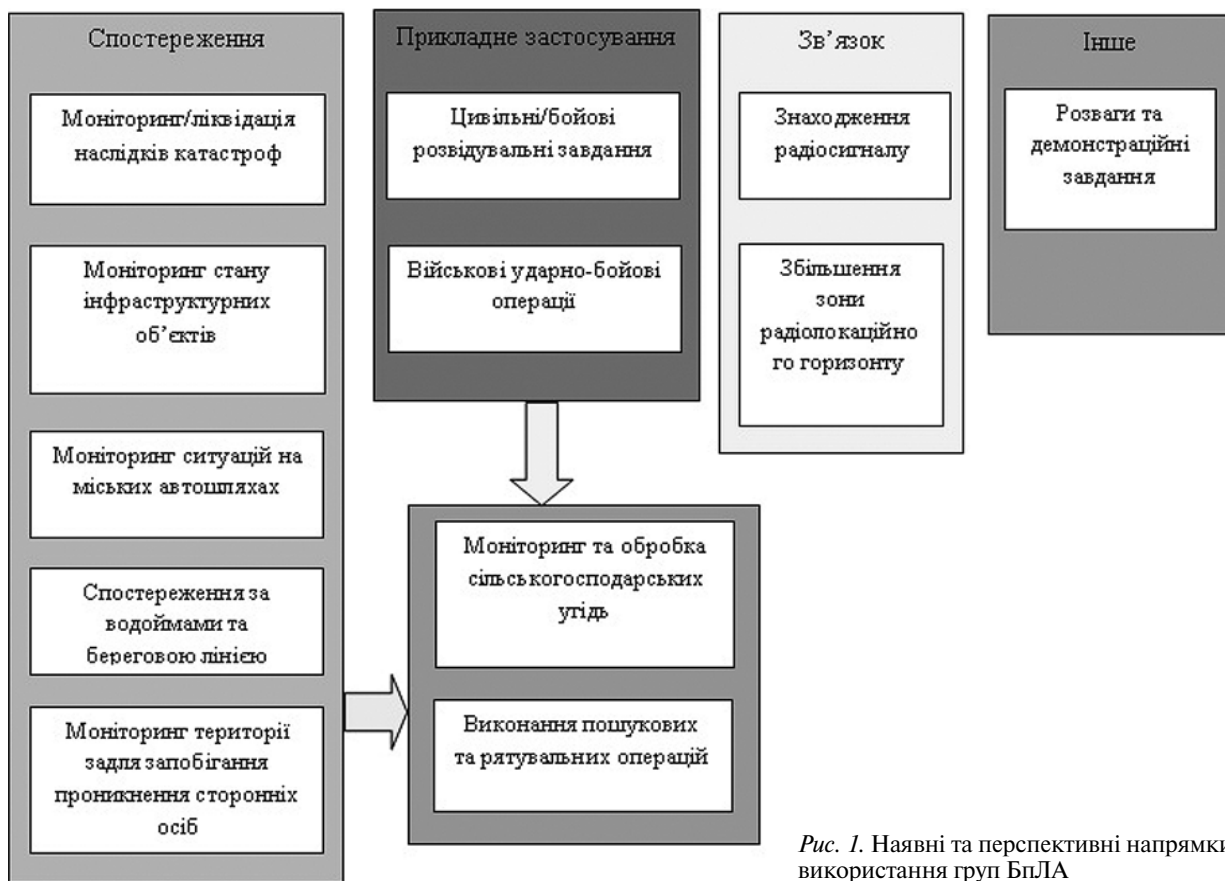 Спостереження
Моніторинг/ліквідація
наслідків катастроф
Моніторинг стану
інфраструктурних
об’єктів
Моніторинг ситуацій на
міських автошляхах
Спостереження за
водоймами та
береговою лінією
Моніторинг території
задля запобігання
проникнення сторонніх
осіб
Прикладне застосування
Цивільні/бойові
розвідувальні завдання
Військові ударно-бойові
операції
Моніторинг та обробка
сільськогосподарських
угідь
Виконання пошукових
та рятувальних операцій
Зв’язок
Знаходження
радіосигналу
Збільшення
зони
радіолокаційно
го горизонту
Інше
Розваги та
демонстраційні
завдання
Рис. 1. Наявні та перспективні напрямки
використання груп БпЛА